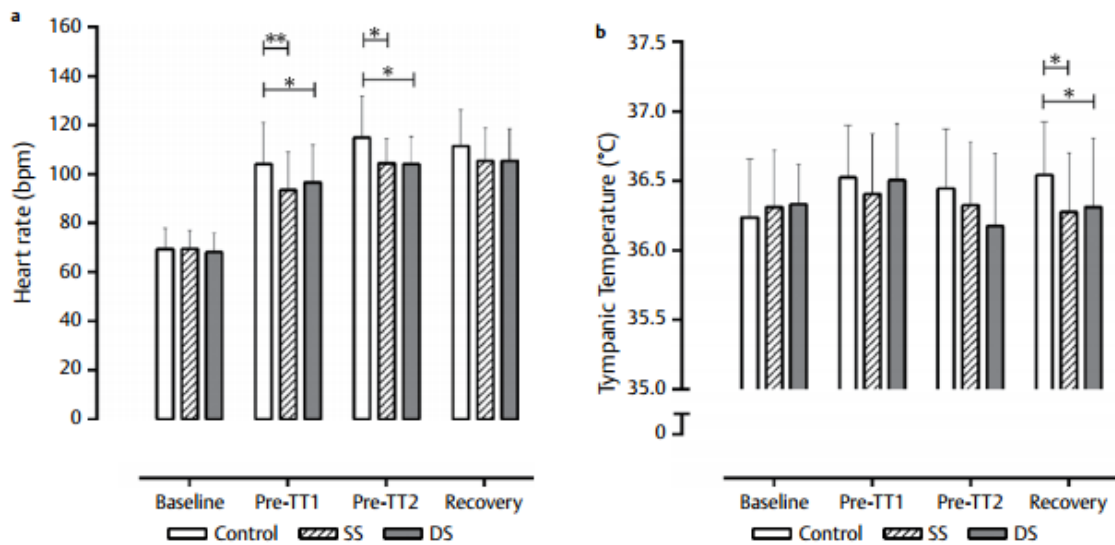 a
160
140
120
100
80
60
40
20
0
Heart rate (bpm)
**
*
*
*
Baseline Pre-TT1 Pre-TT2 Recovery
Control SS DS
b
37.5
37.0
36.5
36.0
35.5
35.0
0
Tympanic Temperature (°C)
*
*
Baseline Pre-TT1 Pre-TT2 Recovery
Control SS DS